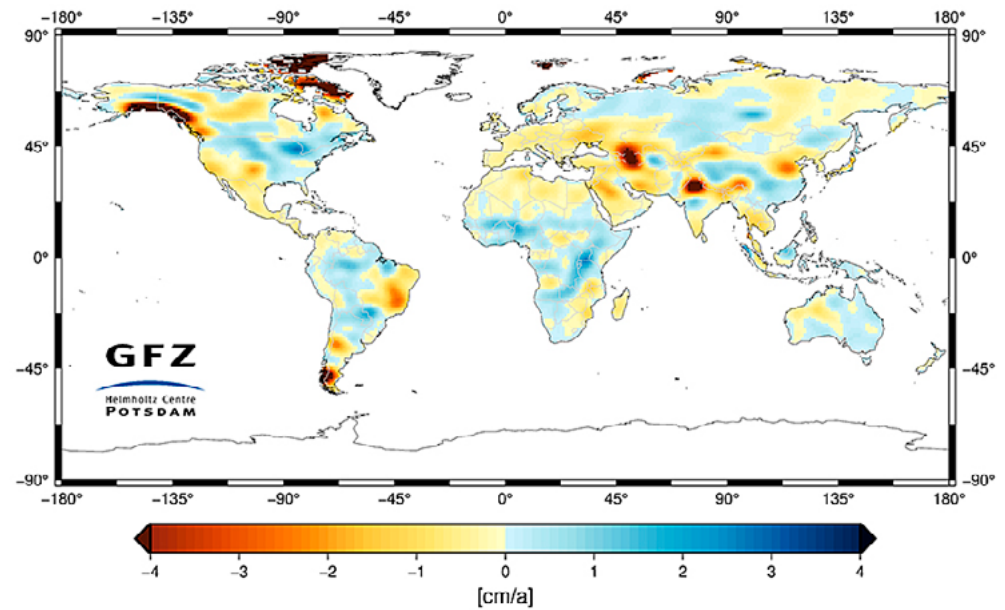 −180° −135° −90° −45° 0° 45° 90° 135° 180°
90° 90°
45° 45°
0° 0°
−45° −45°
−90° −90°
GFZ
Helmholtz Centre
POTSDAM
−180° −135° −90° −45° 0° 45° 90° 135° 180°
−4 −3 −2 −1 0 1 2 3 4
[cm/a]